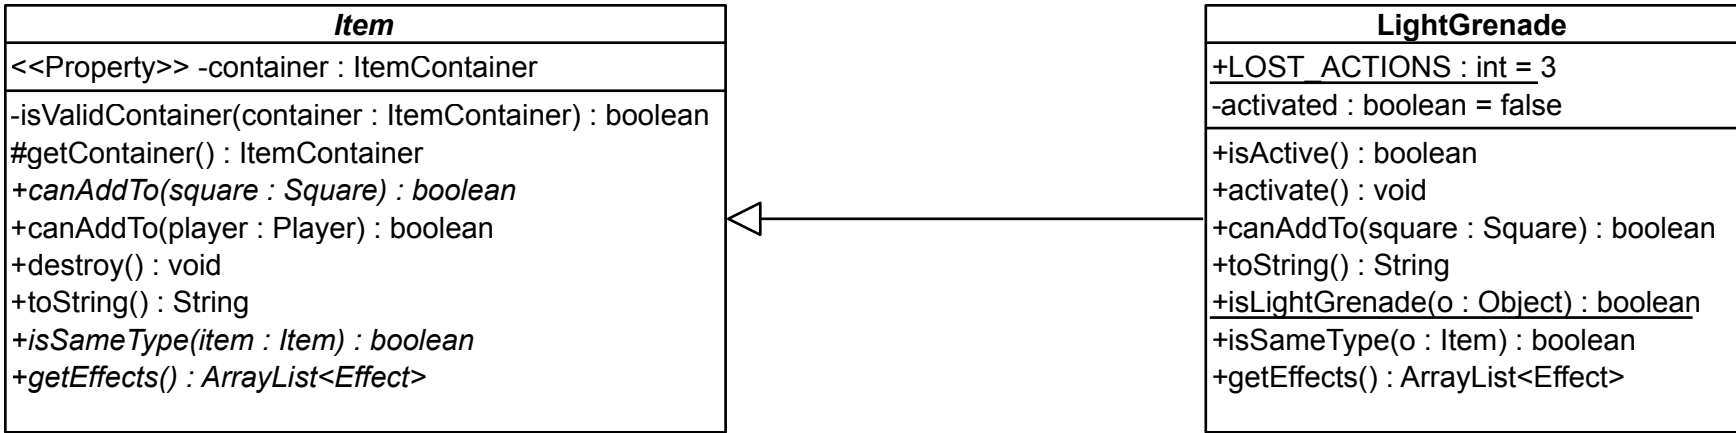 Item
<<Property>> -container : ItemContainer
-isValidContainer(container : ItemContainer) : boolean
#getContainer() : ItemContainer
+canAddTo(square : Square) : boolean
+canAddTo(player : Player) : boolean
+destroy() : void
+toString() : String
+isSameType(item : Item) : boolean
+getEffects() : ArrayList<Effect>
LightGrenade
+LOST_ACTIONS : int = 3
-activated : boolean = false
+isActive() : boolean
+activate() : void
+canAddTo(square : Square) : boolean
+toString() : String
+isLightGrenade(o : Object) : boolean
+isSameType(o : Item) : boolean
+getEffects() : ArrayList<Effect>